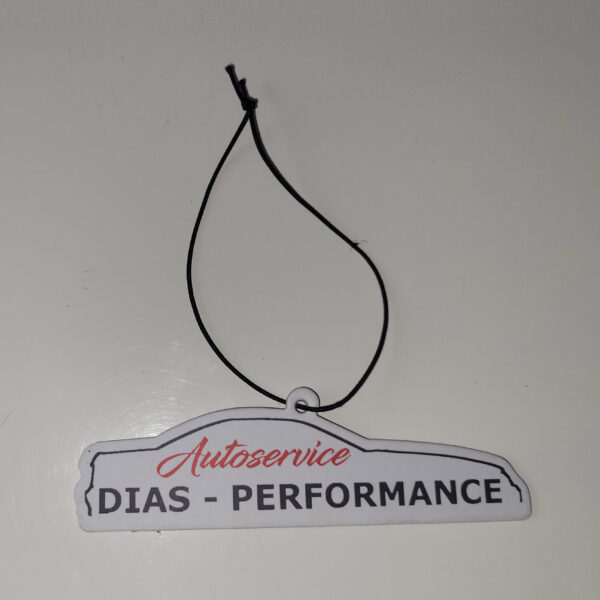 Autoservice
DIAS - PERFORMANCE